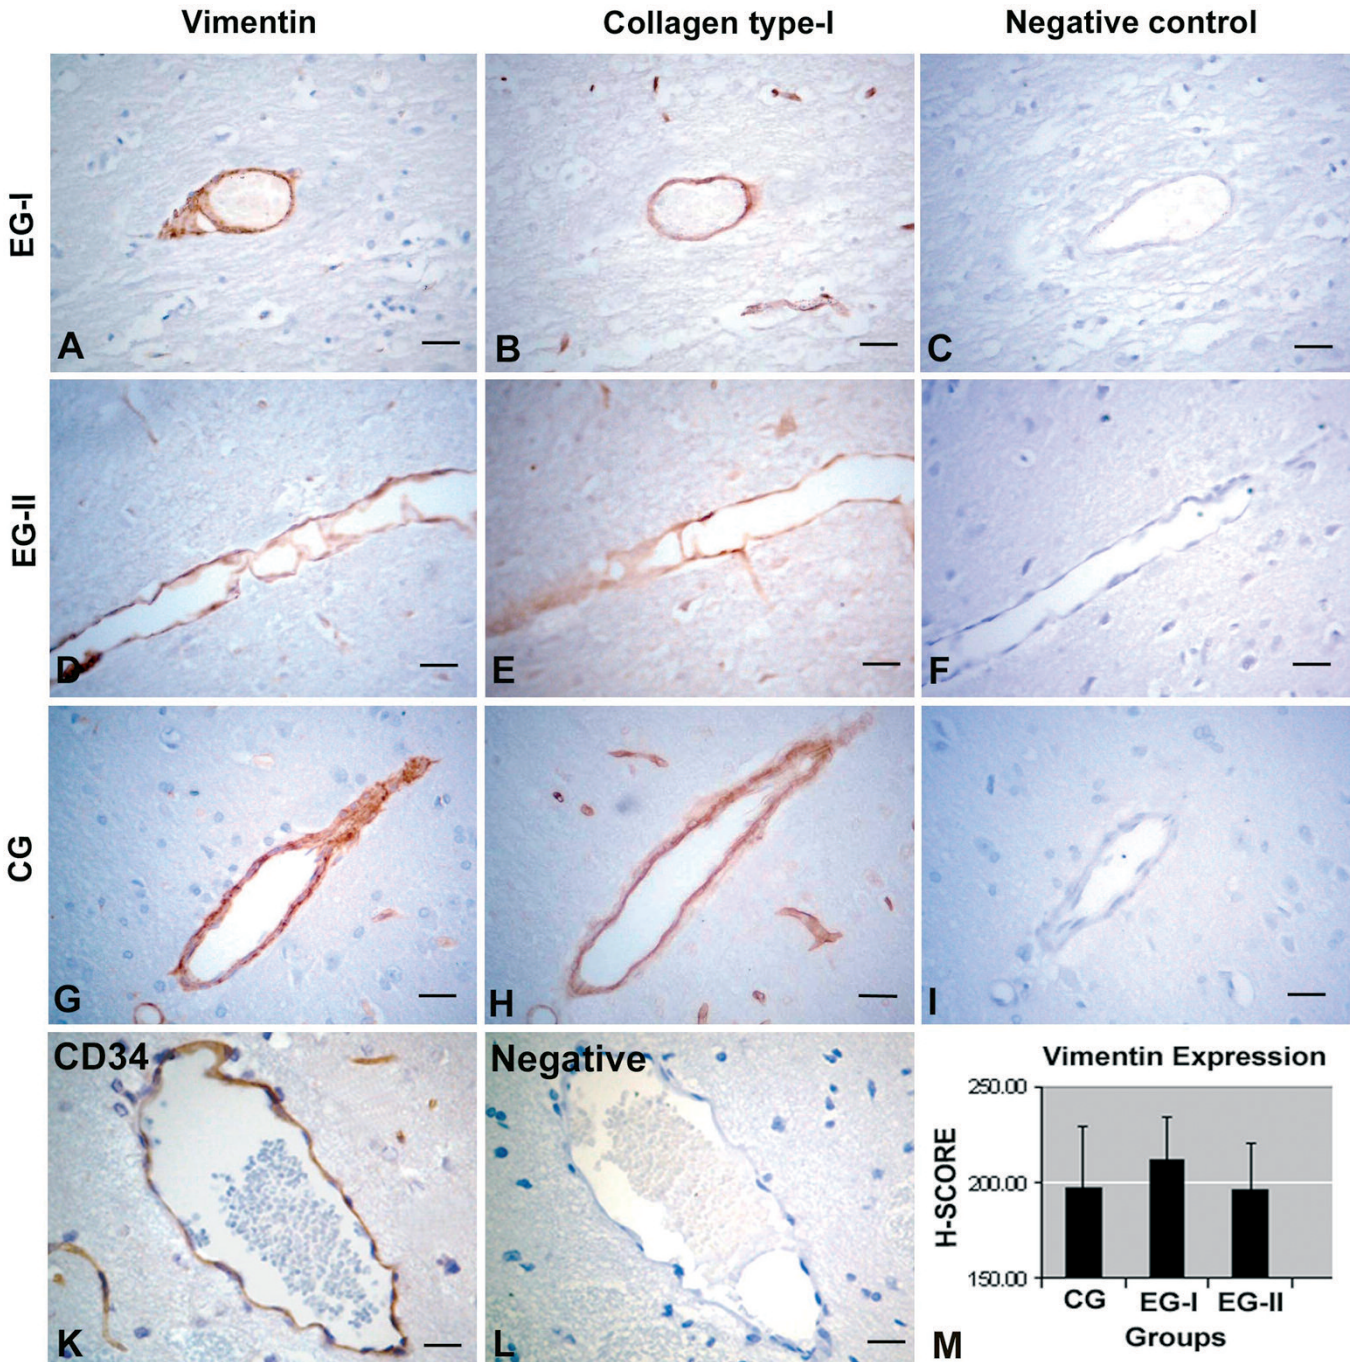 Vimentin
Collagen type-I
Negative control
EG-I
A
B
C
EG-II
D
E
F
CG
G
H
I
CD34
K
Negative
L
Vimentin Expression
250.00
200.00
150.00
H-SCORE
CG EG-I EG-II
Groups
M